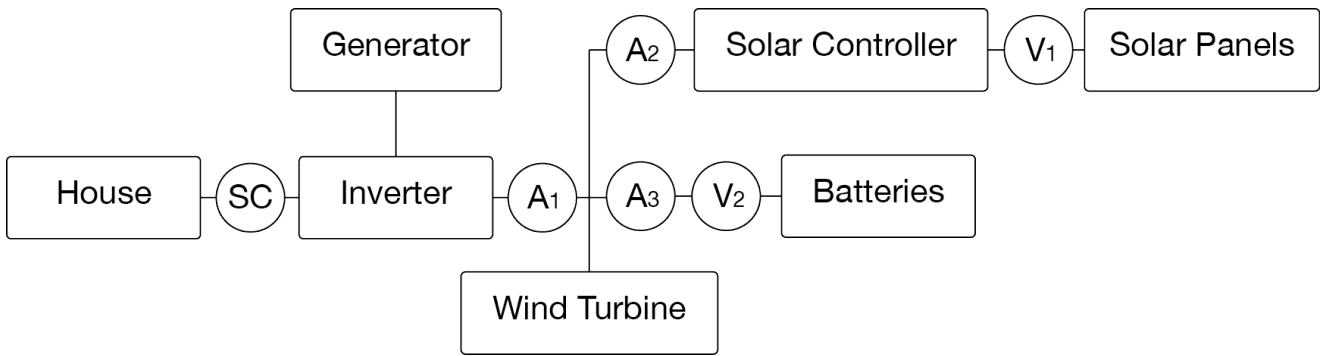 Generator
A2
Solar Controller
V1
Solar Panels
House
SC
Inverter
A1
A3
V2
Batteries
Wind Turbine